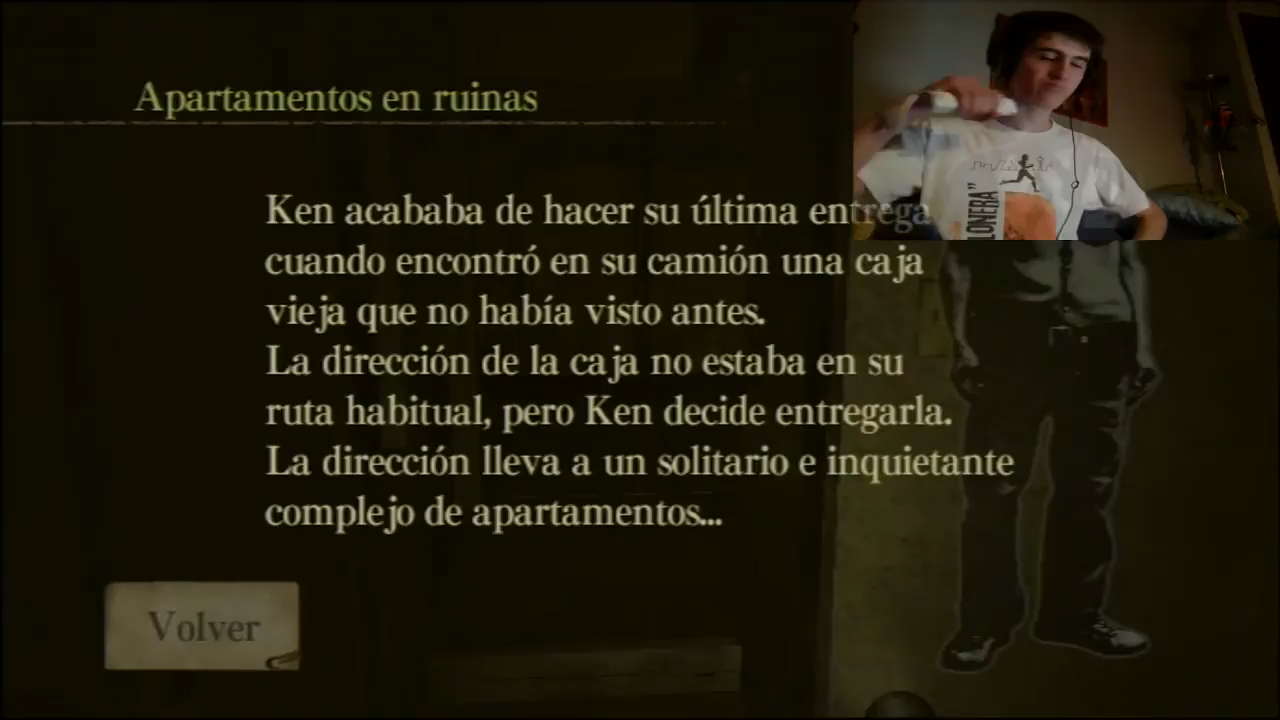 Apartamentos en ruinas
Ken acababa de hacer su última entrega
cuando encontró en su camión una caja
vieja que no había visto antes.
La dirección de la caja no estaba en su
ruta habitual, pero Ken decide entregarla.
La dirección lleva a un solitario e inquietante
complejo de apartamentos...
Volver
LONERA"